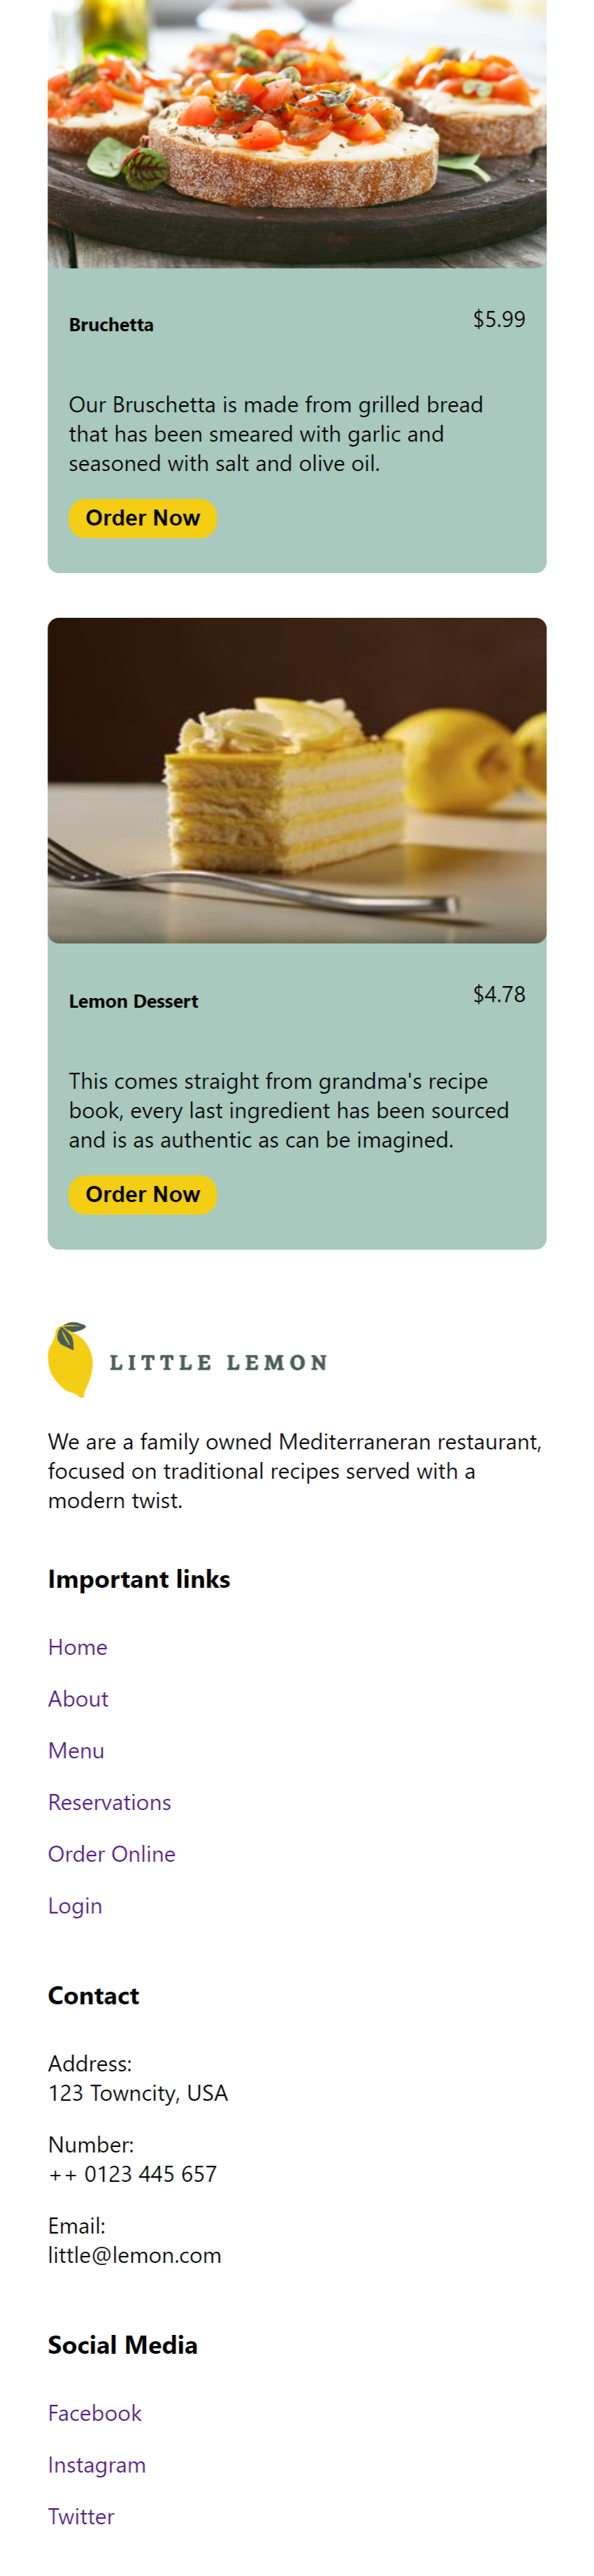 Bruchetta
$5.99
Our Bruschetta is made from grilled bread
that has been smeared with garlic and
seasoned with salt and olive oil.
Order Now
Lemon Dessert
$4.78
This comes straight from grandma's recipe
book, every last ingredient has been sourced
and is as authentic as can be imagined.
Order Now
LITTLE LEMON
We are a family owned Mediterraneran restaurant,
focused on traditional recipes served with a
modern twist.
Important links
Home
About
Menu
Reservations
Order Online
Login
Contact
Address:
123 Towncity, USA
Number:
++ 0123 445 657
Email:
little@lemon.com
Social Media
Facebook
Instagram
Twitter